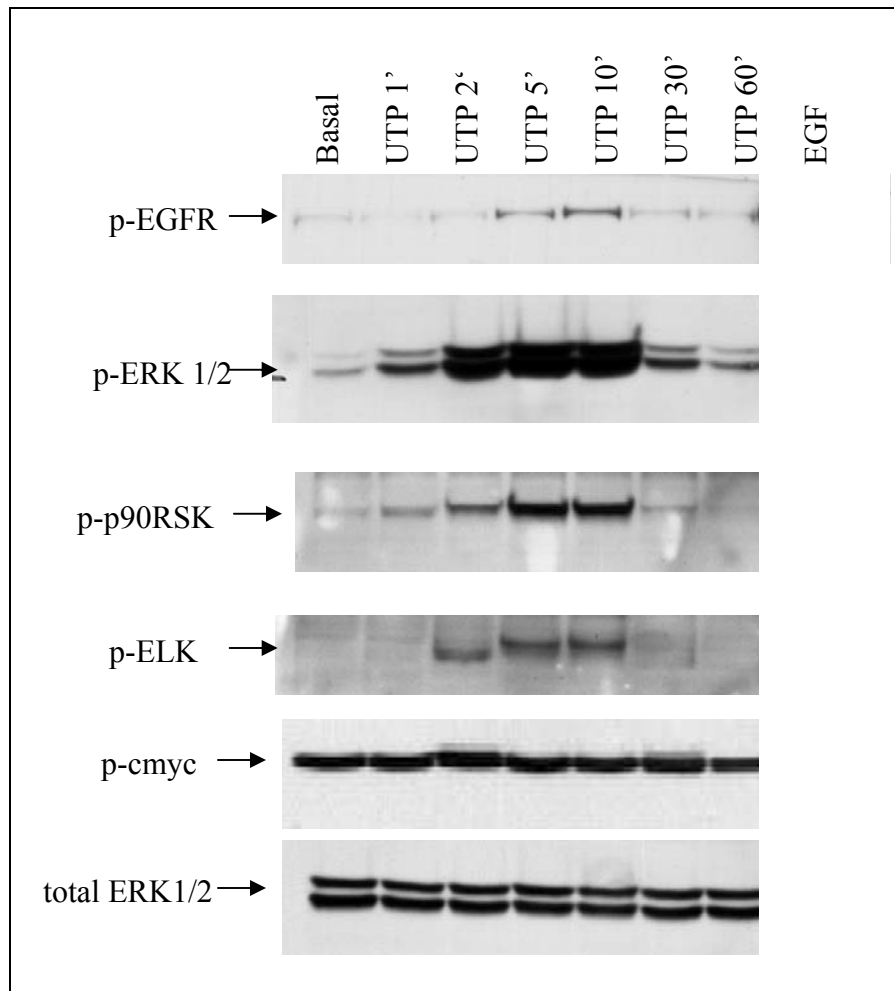 Basal
UTP 1’
UTP 2‘
UTP 5’
UTP 10’
UTP 30’
UTP 60’
EGF
p-EGFR
p-ERK 1/2
p-p90RSK
p-ELK
p-cmyc
total ERK1/2